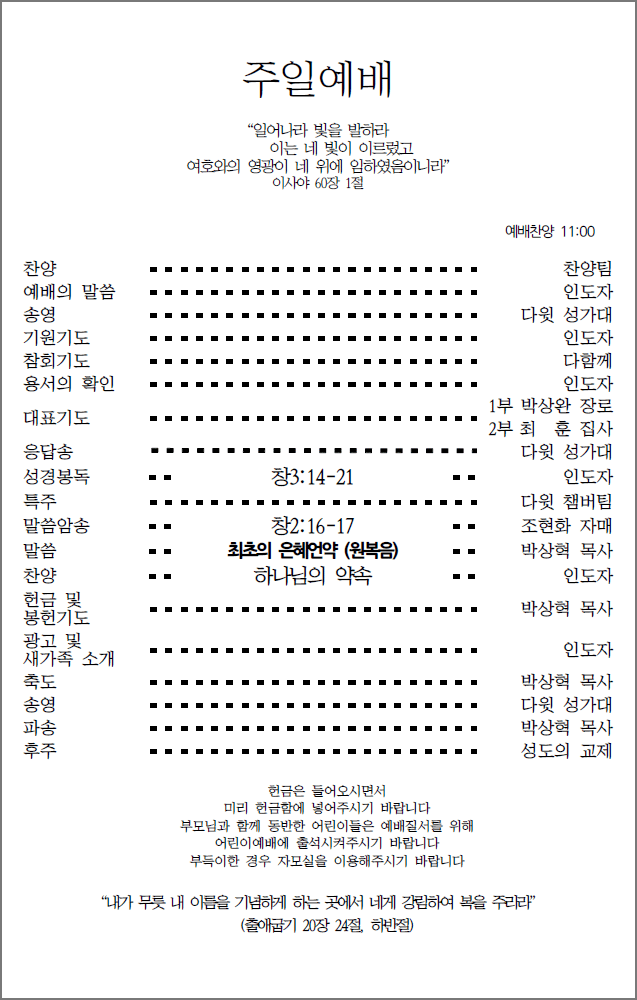 주일예배
“일어나라 빛을 발하라
이는 네 빛이 이르렀고
여호와의 영광이 네 위에 임하였음이니라”
이사야 60장 1절
예배찬양 11:00
찬양 찬양팀
예배의 말씀 인도자
송영 다윗 성가대
기원기도 인도자
참회기도 다함께
용서의 확인 인도자
대표기도 1부 박상완 장로
2부 최 훈 집사
응답송 다윗 성가대
성경봉독 창3:14-21 인도자
특주 다윗 챔버팀
말씀암송 창2:16-17 조현화 자매
말씀 최초의 은혜언약 (원복음) 박상혁 목사
찬양 하나님의 약속 인도자
헌금 및
봉헌기도 박상혁 목사
광고 및
새가족 소개 인도자
축도 박상혁 목사
송영 다윗 성가대
파송 박상혁 목사
후주 성도의 교제
헌금은 들어오시면서
미리 헌금함에 넣어주시기 바랍니다
부모님과 함께 동반한 어린이들은 예배질서를 위해
어린이예배에 출석시켜주시기 바랍니다
부득이한 경우 자모실을 이용해주시기 바랍니다
“내가 무릇 내 이름을 기념하게 하는 곳에서 네게 강림하여 복을 주리라”
(출애굽기 20장 24절, 하반절)